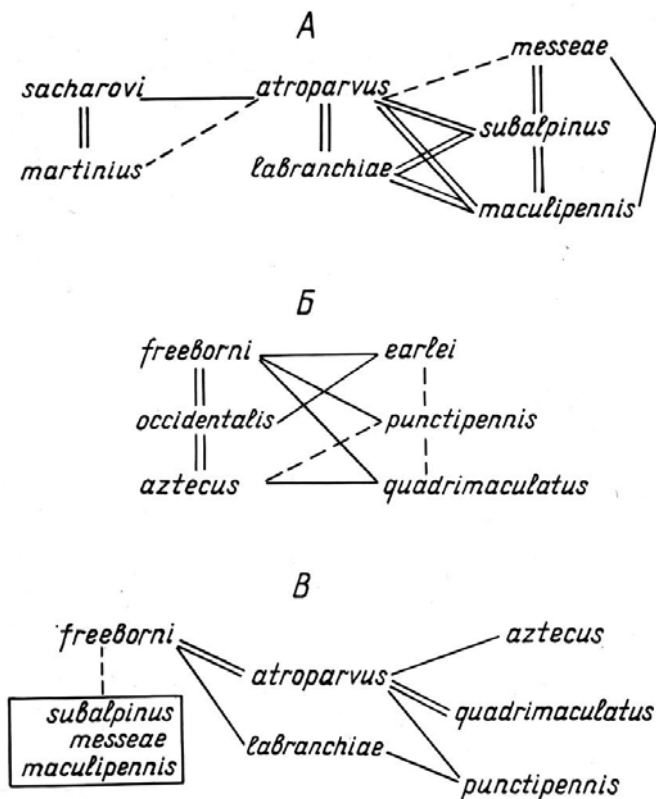 А
messeae
sacharovi atroparvus
subalpinus
martinius labranchiae
maculipennis
Б
freeborni earlei
occidentalis punctipennis
aztecus quadrimaculatus
В
freeborni aztecus
atroparvus
subalpinus quadrimaculatus
messeae labranchiae
maculipennis punctipennis